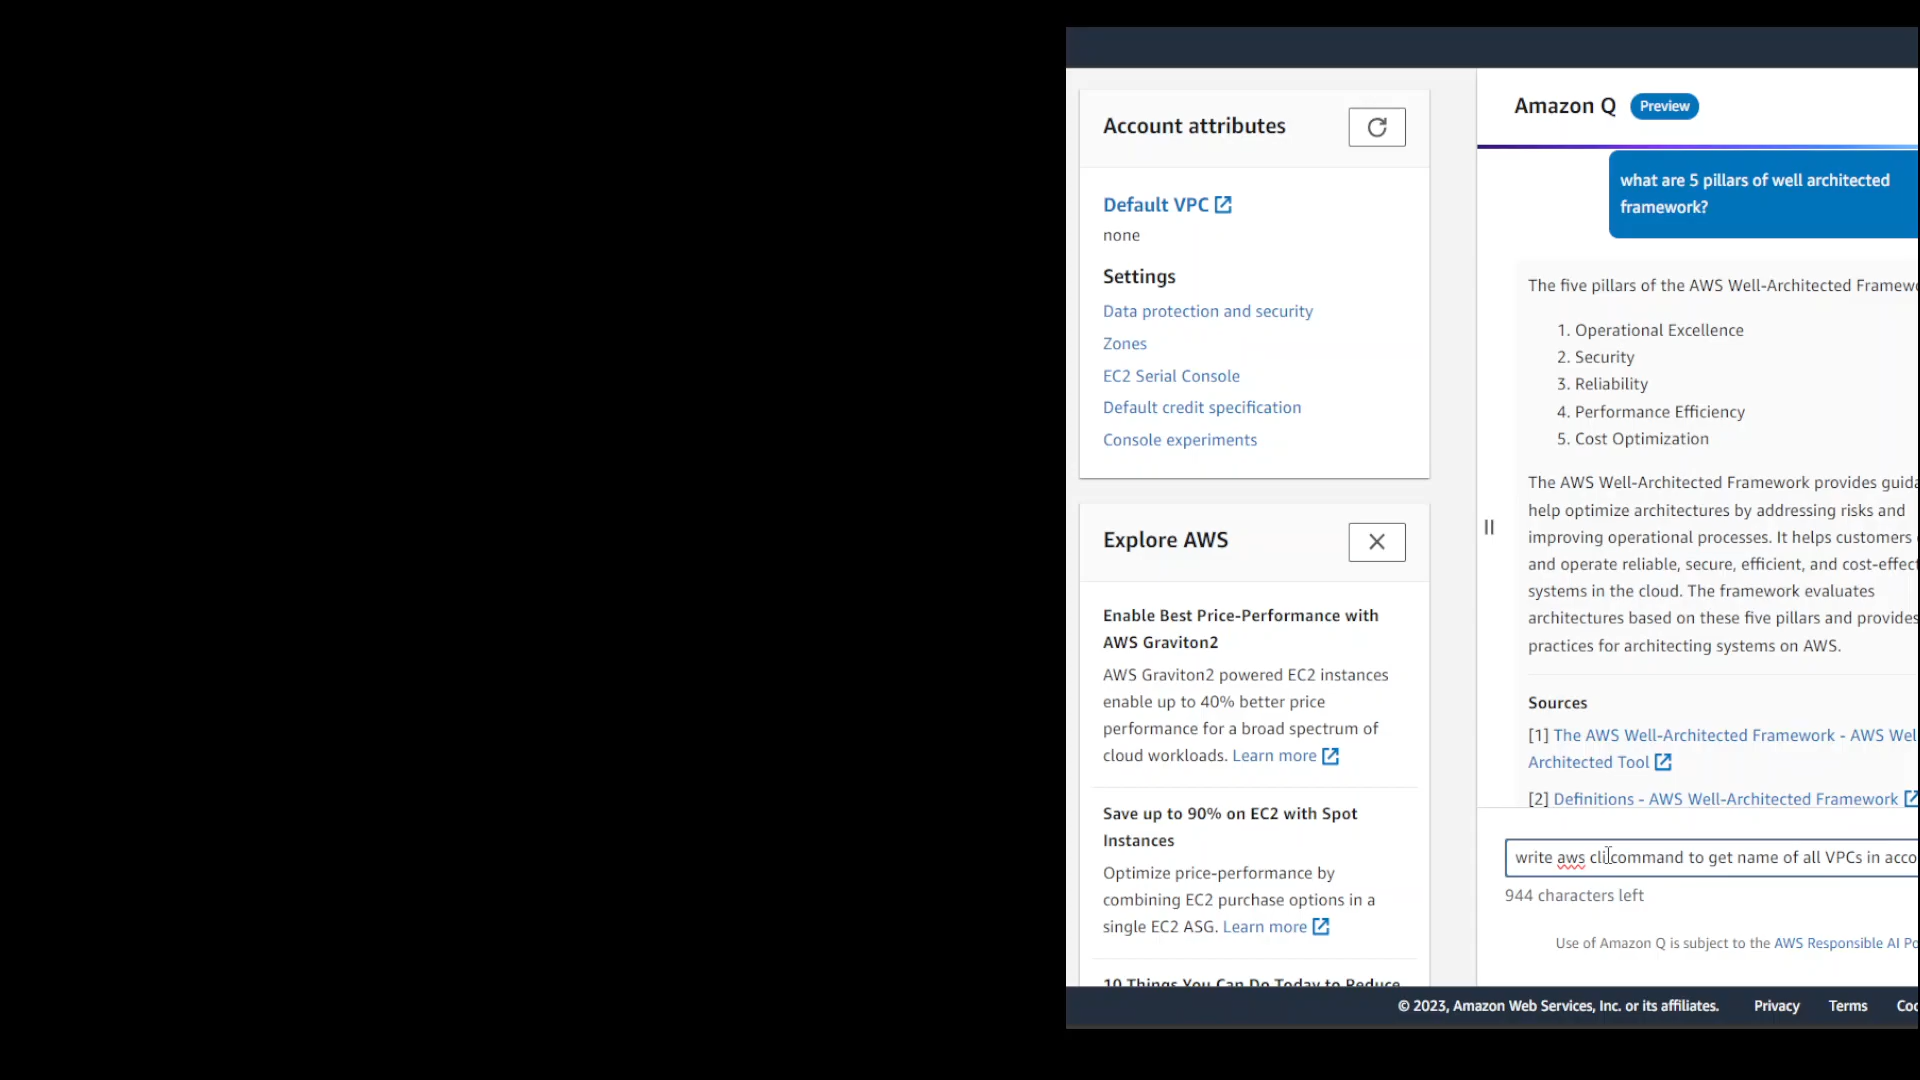 Account attributes
Default VPC
none
Settings
Data protection and security
Zones
EC2 Serial Console
Default credit specification
Console experiments
Explore AWS
Enable Best Price-Performance with
AWS Graviton2
AWS Graviton2 powered EC2 instances
enable up to 40% better price
performance for a broad spectrum of
cloud workloads. Learn more
Save up to 90% on EC2 with Spot
Instances
Optimize price-performance by
combining EC2 purchase options in a
single EC2 ASG. Learn more
10 Things You Can Do Today to Reduce
Amazon Q Preview
what are 5 pillars of well architected
framework?
The five pillars of the AWS Well-Architected
1. Operational Excellence
2. Security
3. Reliability
4. Performance Efficiency
5. Cost Optimization
The AWS Well-Architected Framework provides
help optimize architectures by addressing risks and
improving operational processes. It helps customers
and operate reliable, secure, efficient, and
systems in the cloud. The framework evaluates
architectures based on these five pillars and provides
practices for architecting systems on AWS.
Sources
[1] The AWS Well-Architected Framework - AWS
Architected Tool
[2] Definitions - AWS Well-Architected Framework
write aws cli command to get name of all VPCs in
944 characters left
Use of Amazon Q is subject to the AWS Responsible AI
© 2023, Amazon Web Services, Inc. or its affiliates. Privacy Terms